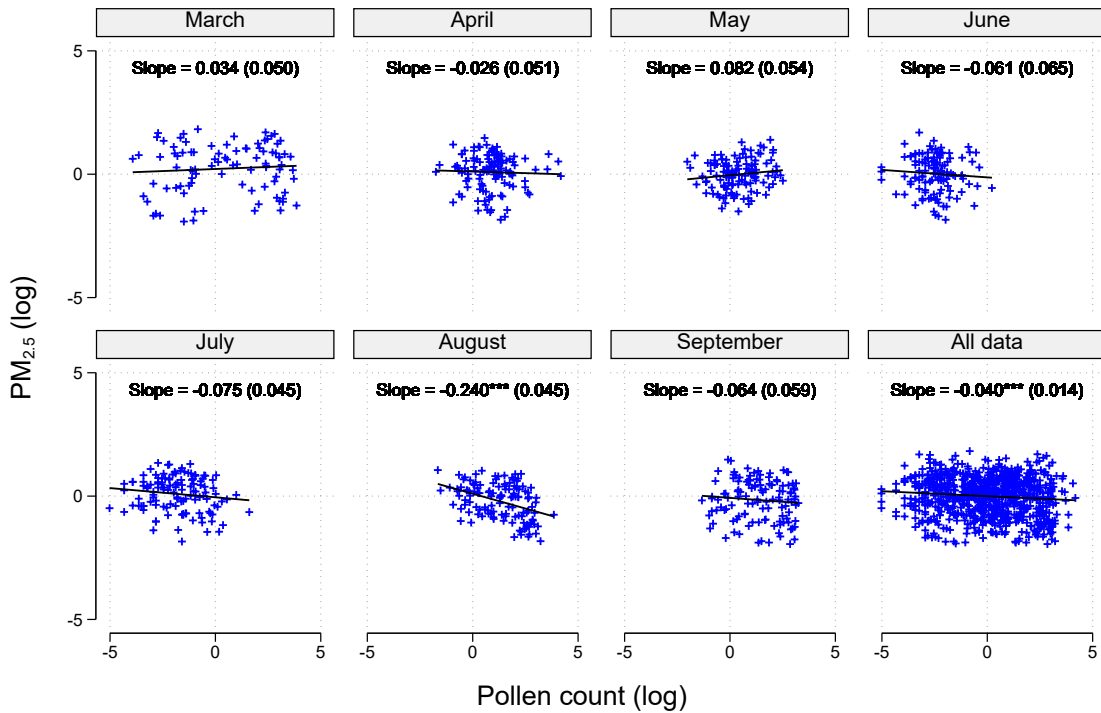 March April May June
Slope = 0.034 (0.050) Slope = -0.026 (0.051) Slope = 0.082 (0.054) Slope = -0.061 (0.065)
5
0
-5
July August September All data
Slope = -0.075 (0.045) Slope = -0.240*** (0.045) Slope = -0.064 (0.059) Slope = -0.040*** (0.014)
5
0
-5
-5 0 5 -5 0 5 -5 0 5 -5 0 5
PM2.5 (log)
Pollen count (log)